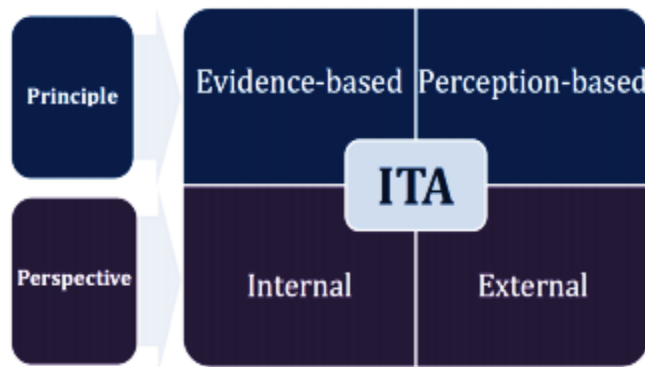 Principle
Evidence-based
Perception-based
ITA
Perspective
Internal
External